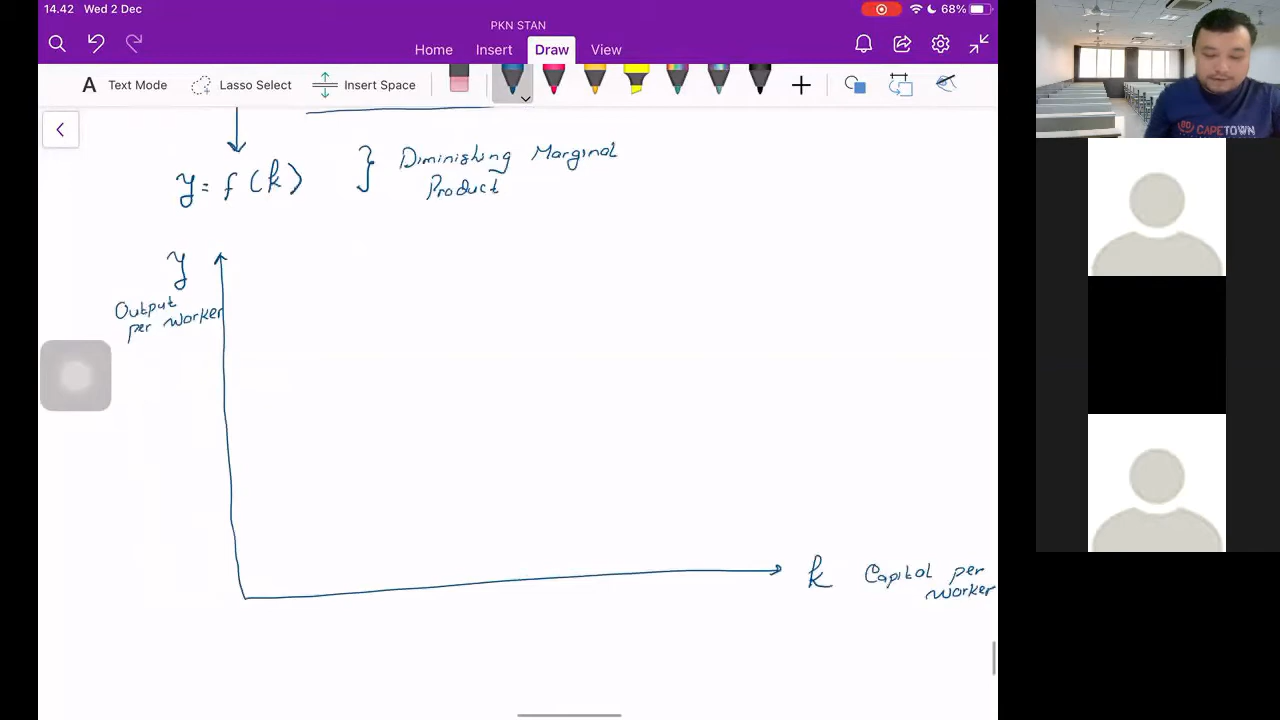 14.42 Wed 2 Dec
68%
PKN STAN
Home Insert Draw View
A Text Mode Lasso Select Insert Space
y = f(k) } Diminishing Marginal
Product
y
Output
per worker
k Capital per
worker
CAPETOWN